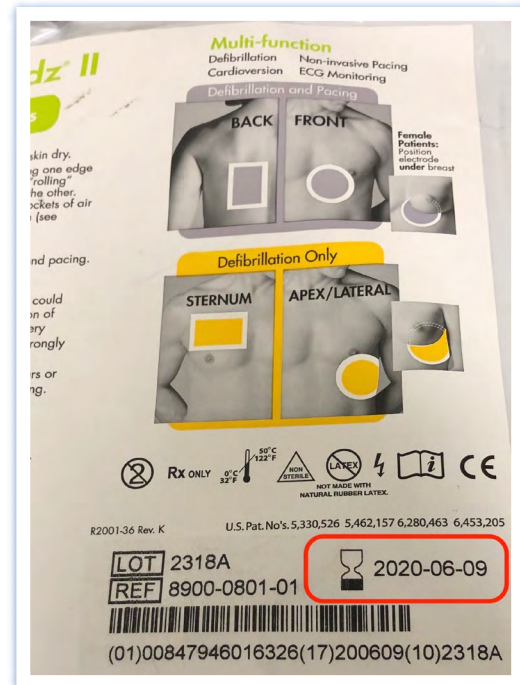 dz® II
Multi-function
Defibrillation Non-invasive Pacing
Cardioversion ECG Monitoring
Defibrillation and Pacing
BACK FRONT
Female
Patients:
Position
electrode
under breast
skin dry.
one edge
"rolling"
the other.
pockets of air
(see
nd pacing.
could
on of
ery
rongly
rs or
ng.
Defibrillation Only
STERNUM APEX/LATERAL
2
Rx ONLY
0°C
32°F
50°C
122°F
NON
STERILE
LATEX
NOT MADE WITH
NATURAL RUBBER LATEX.
i
CE
R2001-36 Rev. K
U.S. Pat. No's. 5,330,526 5,462,157 6,280,463 6,453,205
LOT 2318A
2020-06-09
REF 8900-0801-01
(01)00847946016326(17)200609(10)2318A